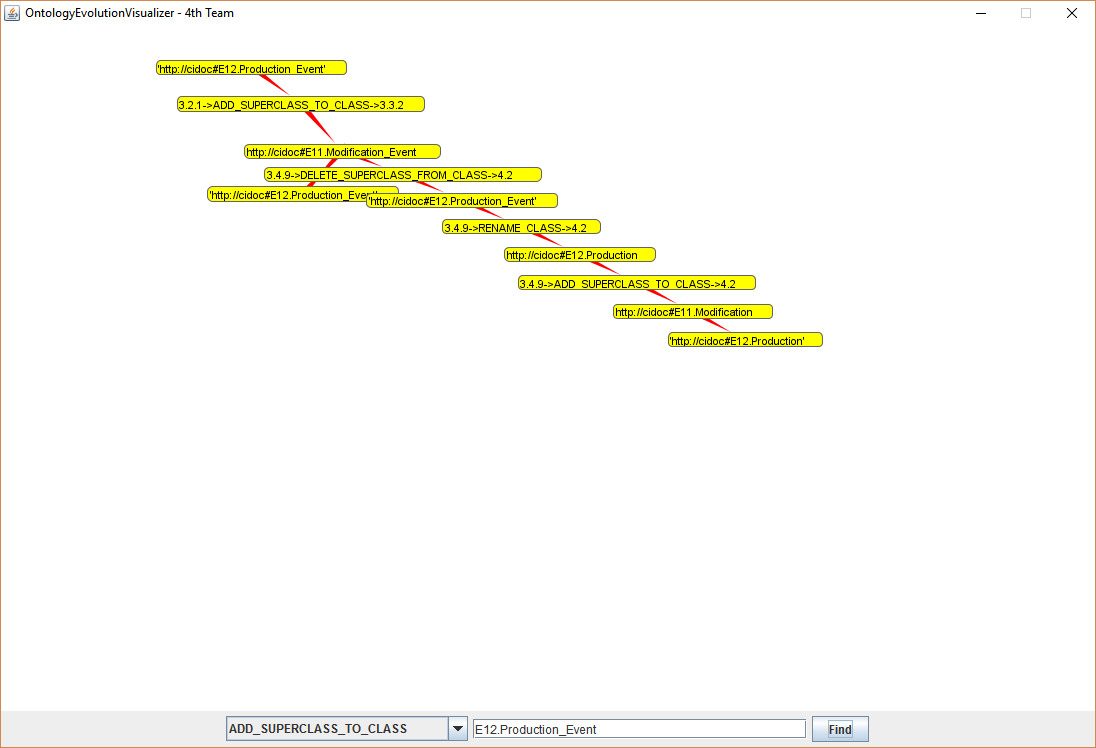 OntologyEvolutionVisualizer - 4th Team
'http://cidoc#E12.Production_Event'
3.2.1->ADD_SUPERCLASS_TO_CLASS->3.3.2
http://cidoc#E11.Modification_Event
3.4.9->DELETE_SUPERCLASS_FROM_CLASS->4.2
'http://cidoc#E12.Production_Event'
'http://cidoc#E12.Production_Event'
3.4.9->RENAME_CLASS->4.2
http://cidoc#E12.Production
3.4.9->ADD_SUPERCLASS_TO_CLASS->4.2
http://cidoc#E11.Modification
'http://cidoc#E12.Production'
ADD_SUPERCLASS_TO_CLASS
E12.Production_Event
Find